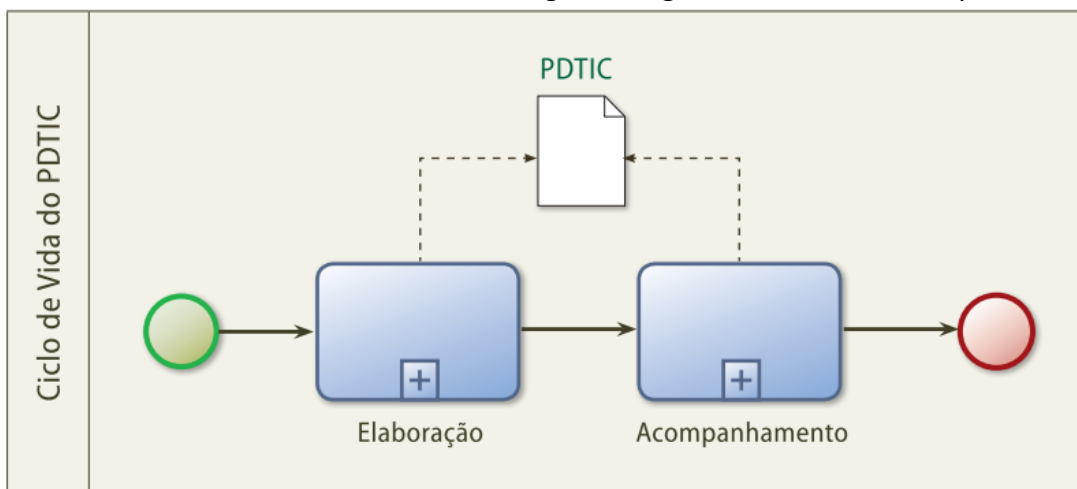 Ciclo de Vida do PDTIC
PDTIC
Elaboração
Acompanhamento